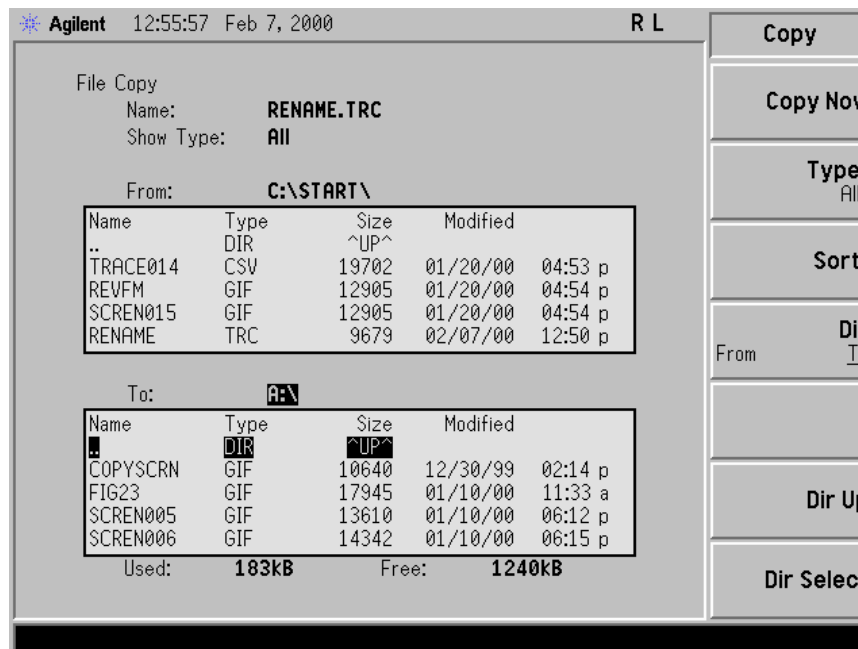 Agilent 12:55:57 Feb 7, 2000 R L
File Copy
Name: RENAME.TRC
Show Type: All
From: C:\START\
Name Type Size Modified
.. DIR ^UP^
TRACE014 CSV 19702 01/20/00 04:53 p
REVFM GIF 12905 01/20/00 04:54 p
SCREN015 GIF 12905 01/20/00 04:54 p
RENAME TRC 9679 02/07/00 12:50 p
To: A:\
Name Type Size Modified
.. DIR ^UP^
COPYSCRN GIF 10640 12/30/99 02:14 p
FIG23 GIF 17945 01/10/00 11:33 a
SCREN005 GIF 13610 01/10/00 06:12 p
SCREN006 GIF 14342 01/10/00 06:15 p
Used: 183kB Free: 1240kB
Copy
Copy Now
Type
All
Sort
Di
From T
Dir Up
Dir Selec